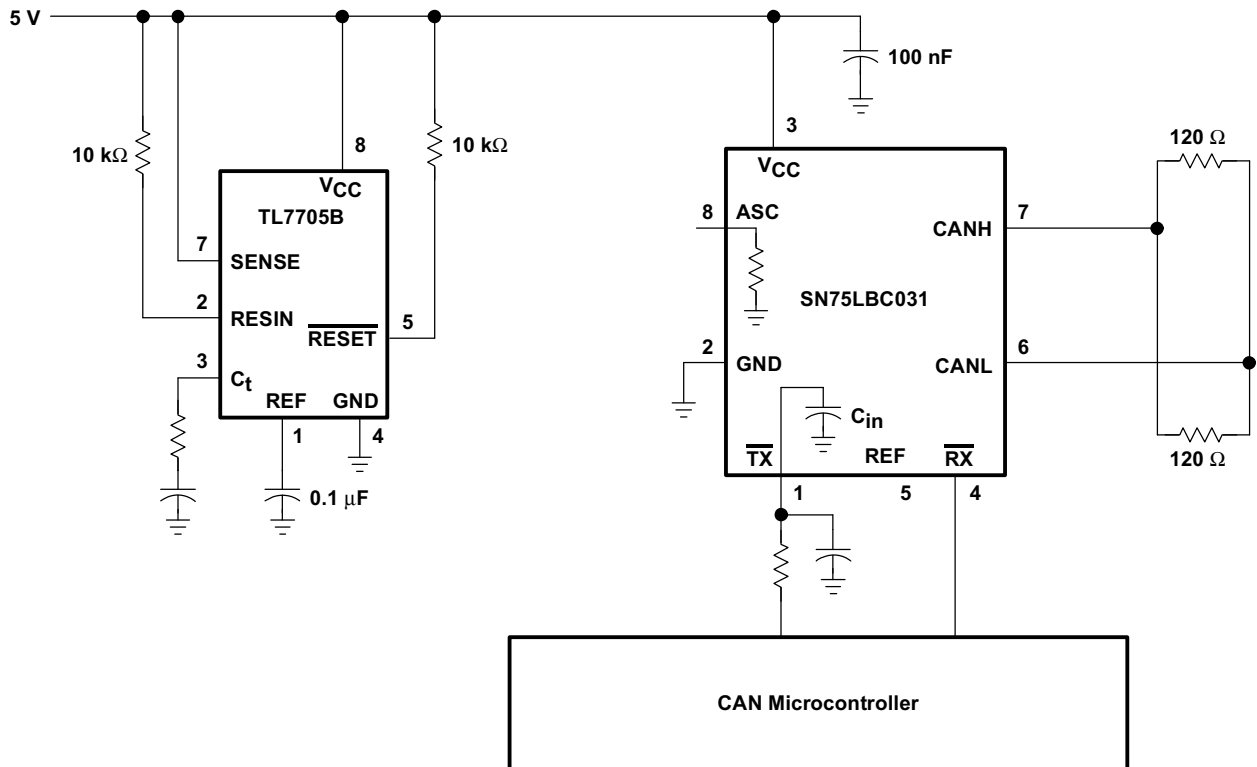 5 V
100 nF
3
120 Ω
10 kΩ
8
10 kΩ
VCC
VCC
TL7705B
8
ASC
7
CANH
7
SENSE
SN75LBC031
2
RESIN
5
RESET
3
Ct
2
GND
6
CANL
REF
GND
Cin
1
4
TX
REF
RX
120 Ω
0.1 μF
1
5
4
CAN Microcontroller